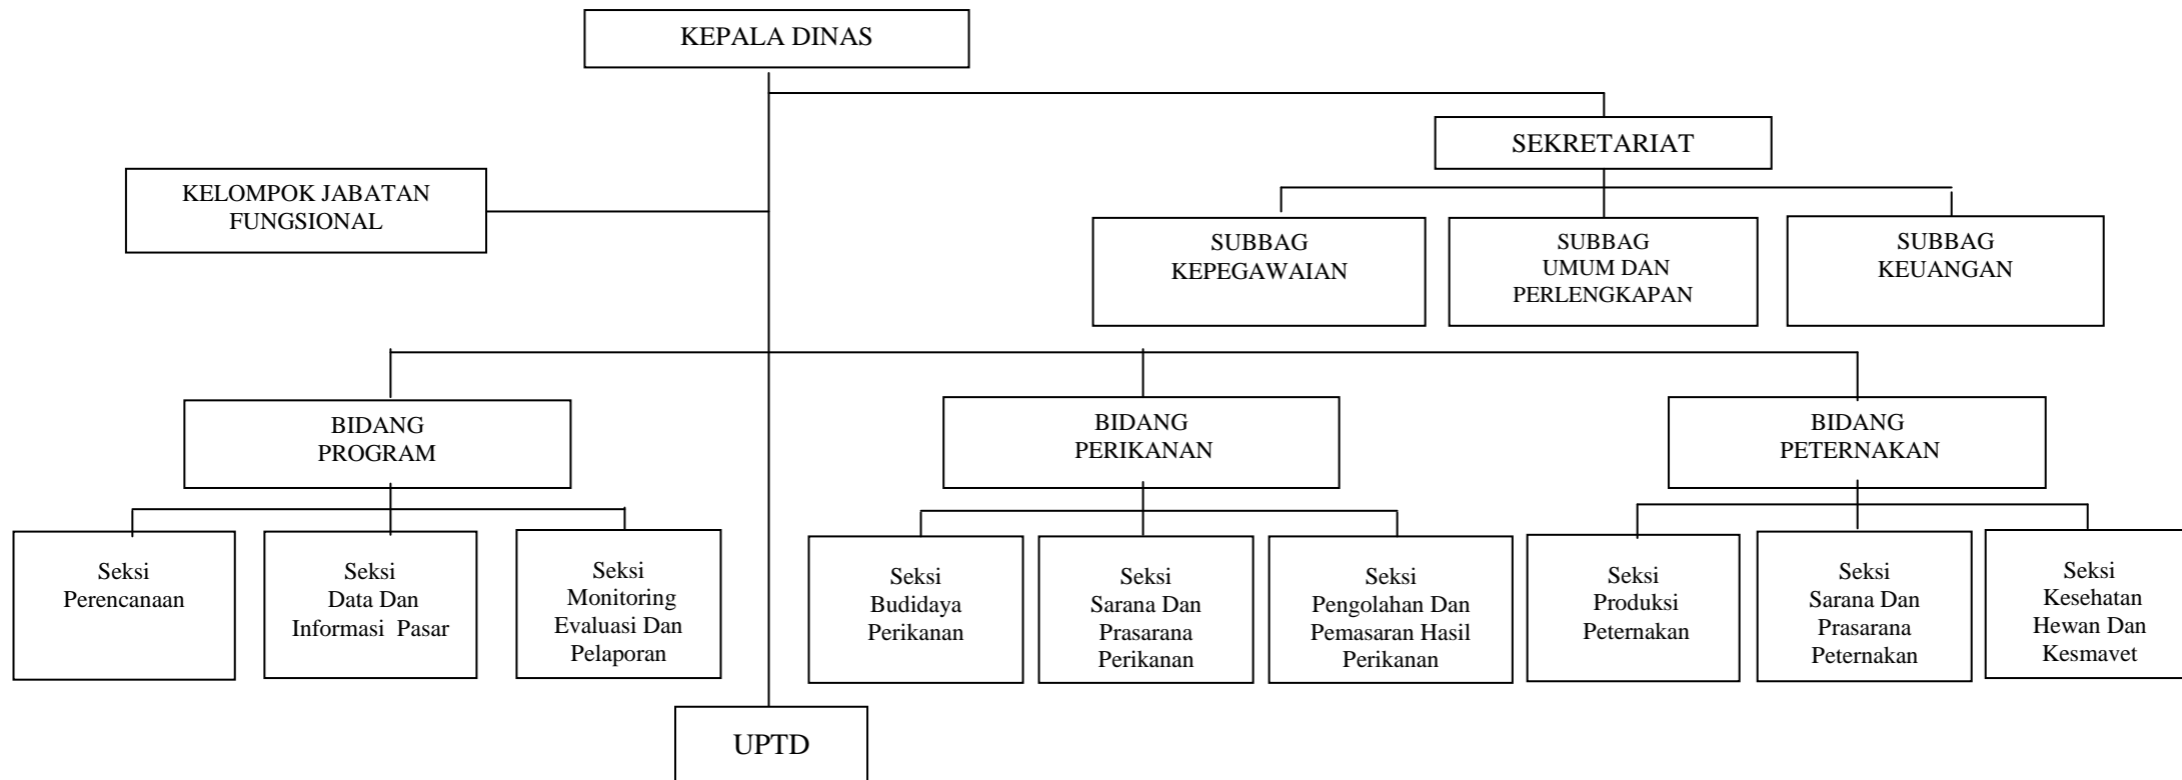 KEPALA DINAS
SEKRETARIAT
KELOMPOK JABATAN
FUNGSIONAL
SUBBAG
KEPEGAWAIAN
SUBBAG
UMUM DAN
PERLENGKAPAN
SUBBAG
KEUANGAN
BIDANG
PROGRAM
BIDANG
PERIKANAN
BIDANG
PETERNAKAN
Seksi
Perencanaan
Seksi
Data Dan
Informasi Pasar
Seksi
Monitoring
Evaluasi Dan
Pelaporan
Seksi
Budidaya
Perikanan
Seksi
Sarana Dan
Prasarana
Perikanan
Seksi
Pengolahan Dan
Pemasaran Hasil
Perikanan
Seksi
Produksi
Peternakan
Seksi
Sarana Dan
Prasarana
Peternakan
Seksi
Kesehatan
Hewan Dan
Kesmavet
UPTD